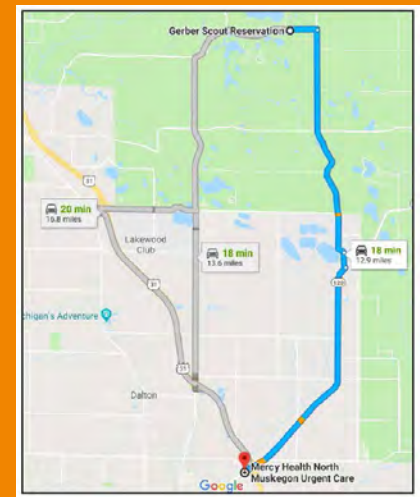 Gerber Scout Reservation
31
20 min
16.8 miles
Lakewood
Club
18 min
13.6 miles
18 min
12.9 miles
120
31
chigan's Adventure
31
Dalton
Mercy Health North
Muskegon Urgent Care
Google